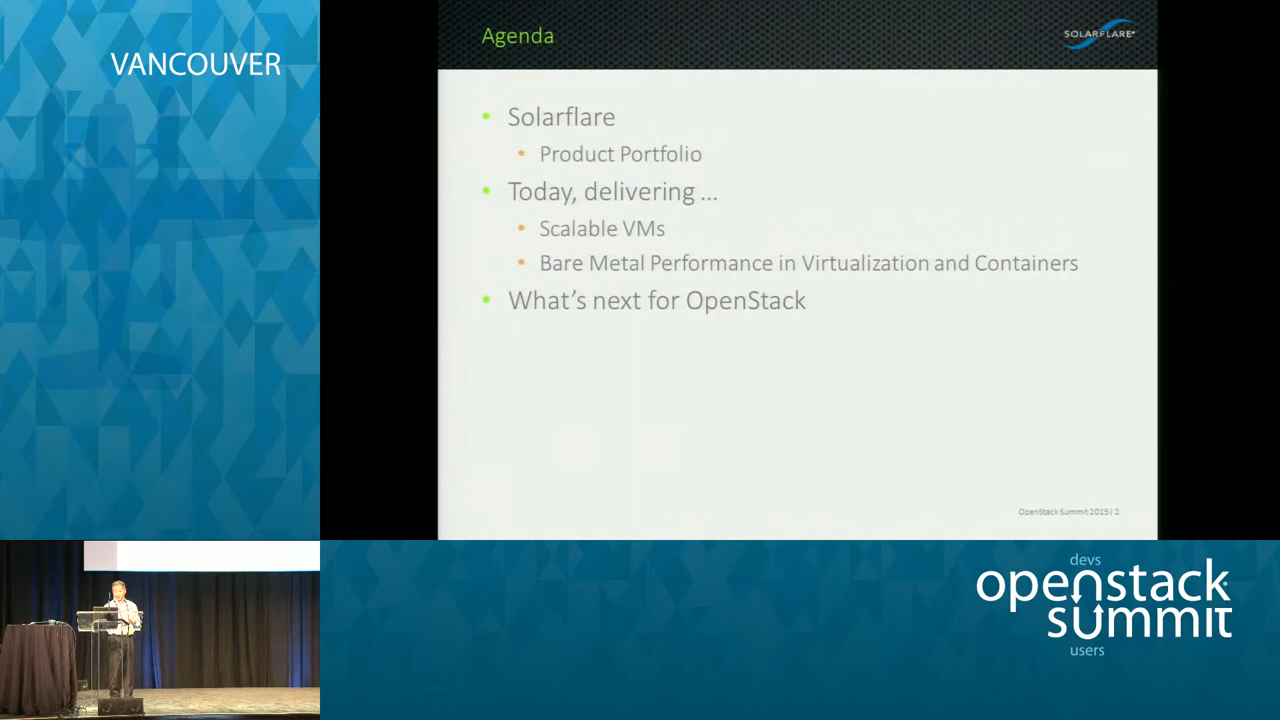 VANCOUVER
Agenda
SOLARFLARE
• Solarflare
• Product Portfolio
• Today, delivering ...
• Scalable VMs
• Bare Metal Performance in Virtualization and Containers
• What's next for OpenStack
OpenStack Summit 2015 | 2
devs
openstack
summit
users